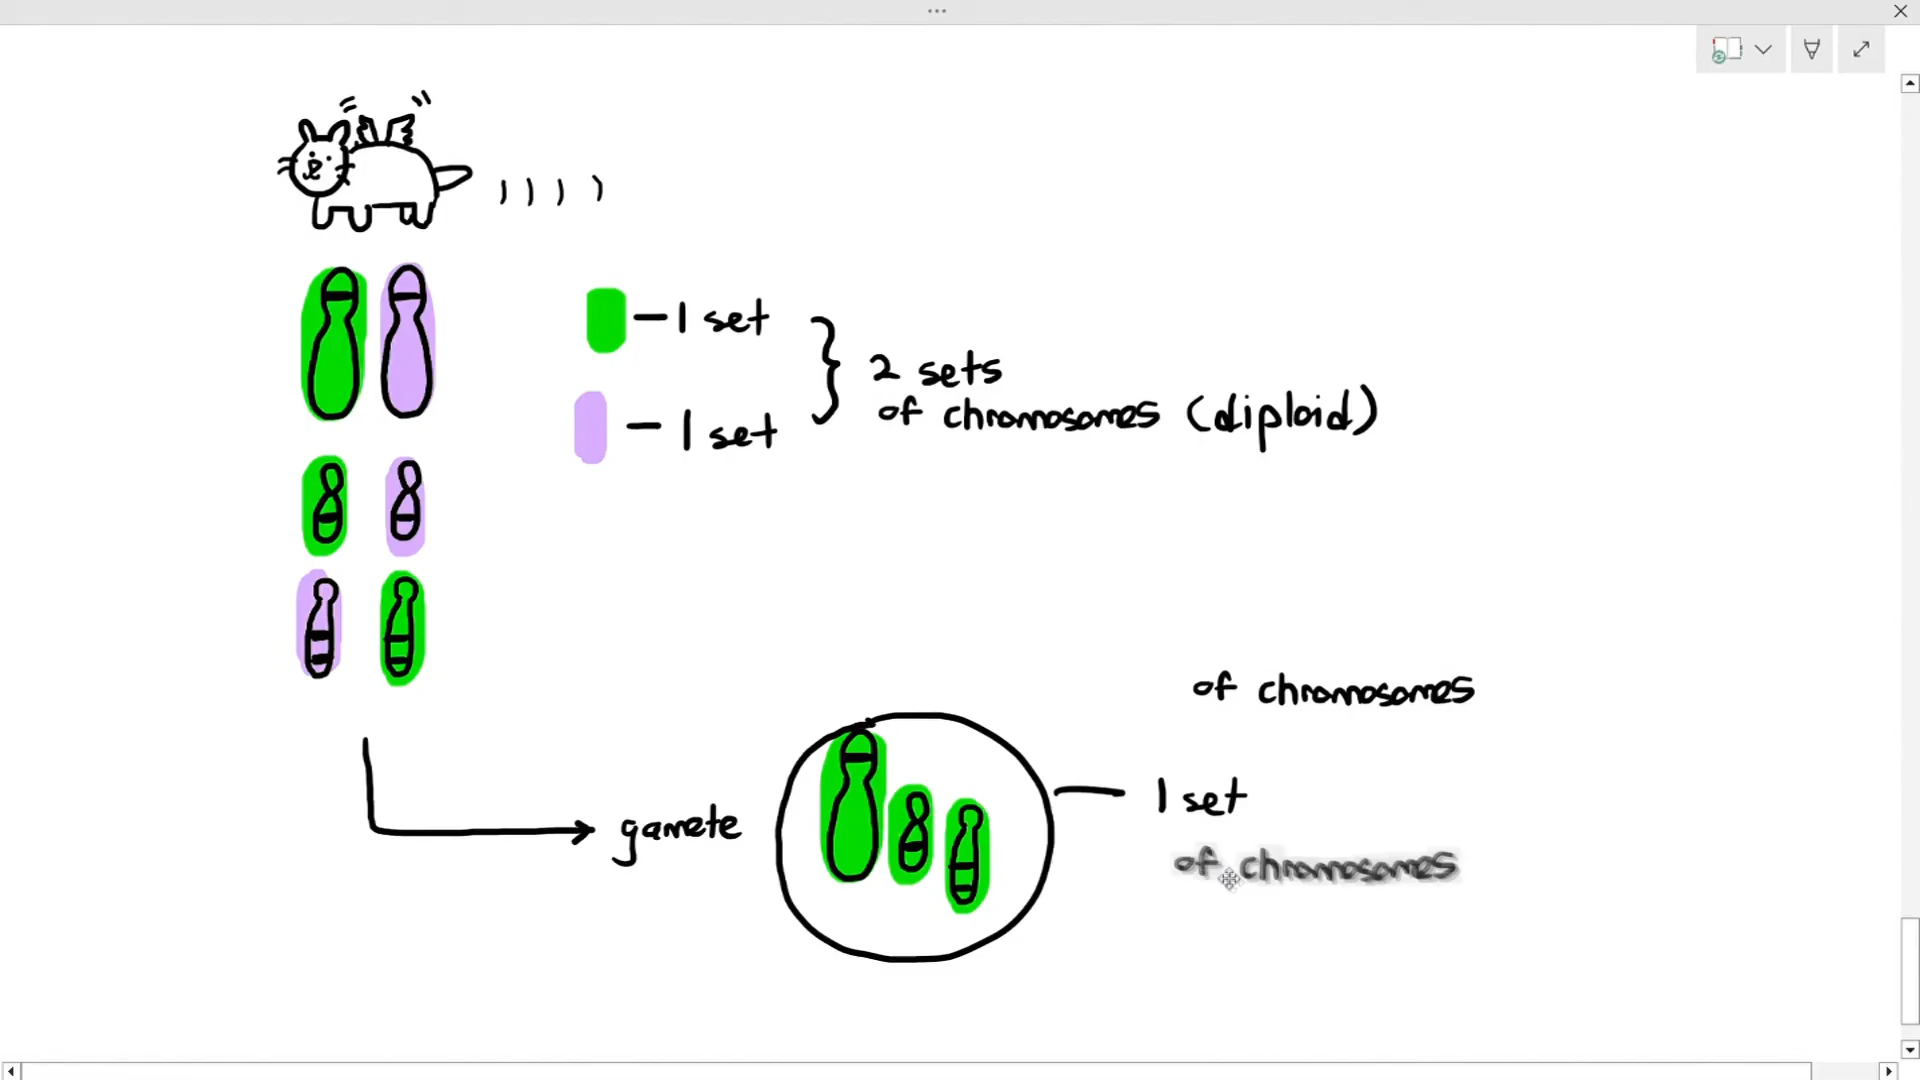 – 1 set
2 sets
of chromosomes (diploid)
– 1 set
of chromosomes
gamete
1 set
of chromosomes